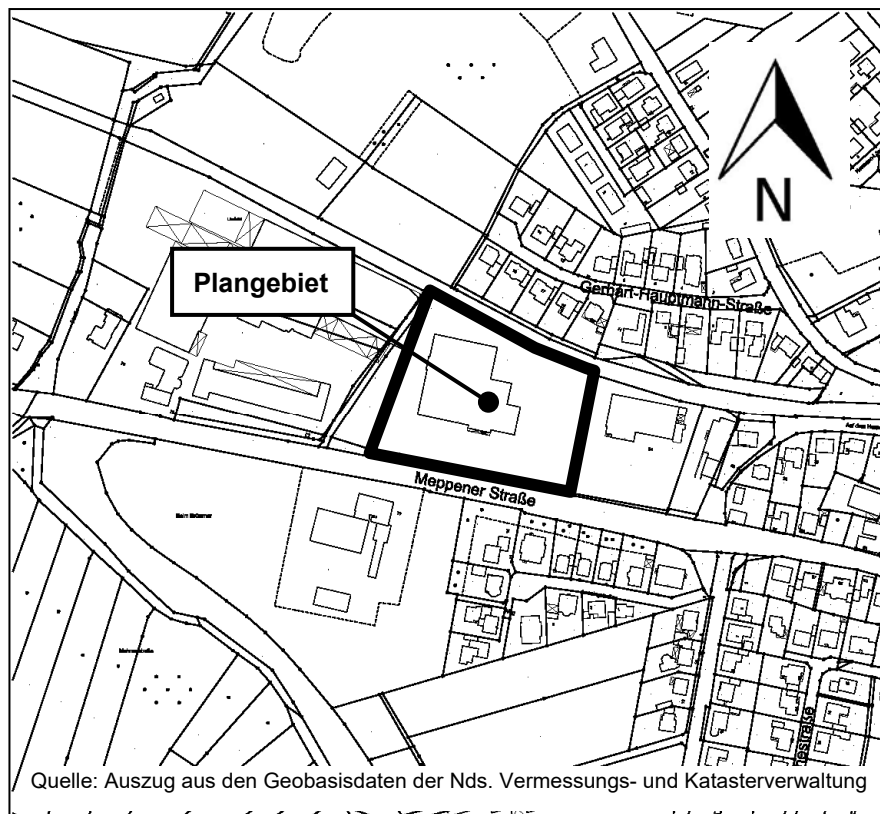 N
Plangebiet
Gerhart-Hauptmann-Straße
Meppener Straße
Quelle: Auszug aus den Geobasisdaten der Nds. Vermessungs- und Katasterverwaltung